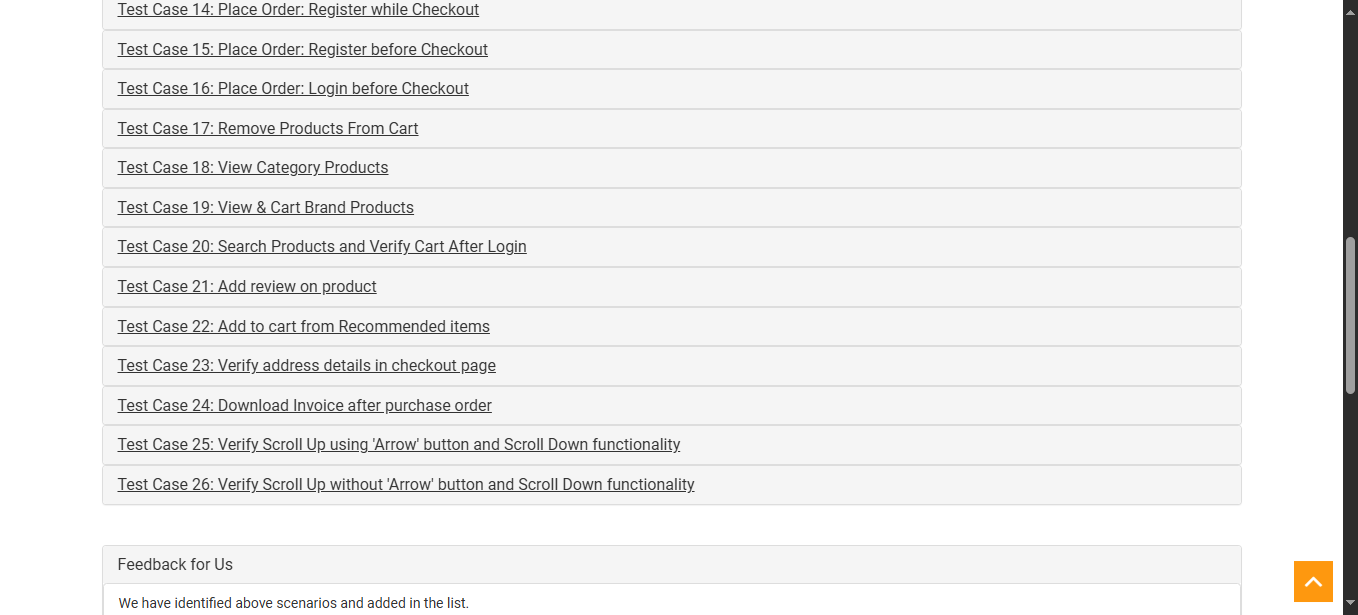 Test Case 14: Place Order: Register while Checkout
Test Case 15: Place Order: Register before Checkout
Test Case 16: Place Order: Login before Checkout
Test Case 17: Remove Products From Cart
Test Case 18: View Category Products
Test Case 19: View & Cart Brand Products
Test Case 20: Search Products and Verify Cart After Login
Test Case 21: Add review on product
Test Case 22: Add to cart from Recommended items
Test Case 23: Verify address details in checkout page
Test Case 24: Download Invoice after purchase order
Test Case 25: Verify Scroll Up using 'Arrow' button and Scroll Down functionality
Test Case 26: Verify Scroll Up without 'Arrow' button and Scroll Down functionality
Feedback for Us
We have identified above scenarios and added in the list.